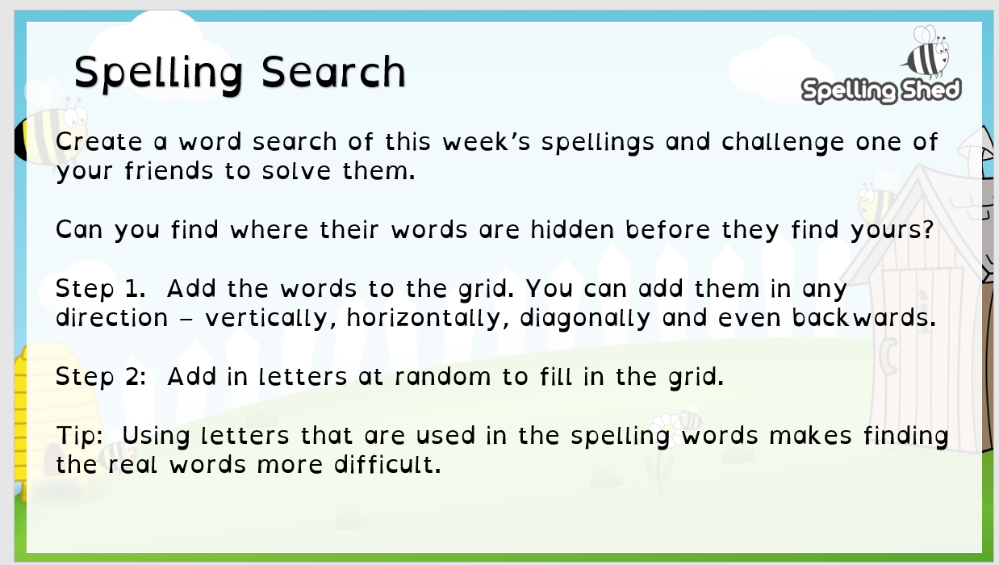 Spelling Search
Spelling Shed
Create a word search of this week’s spellings and challenge one of
your friends to solve them.
Can you find where their words are hidden before they find yours?
Step 1.  Add the words to the grid. You can add them in any
direction – vertically, horizontally, diagonally and even backwards.
Step 2:  Add in letters at random to fill in the grid.
Tip:  Using letters that are used in the spelling words makes finding
the real words more difficult.